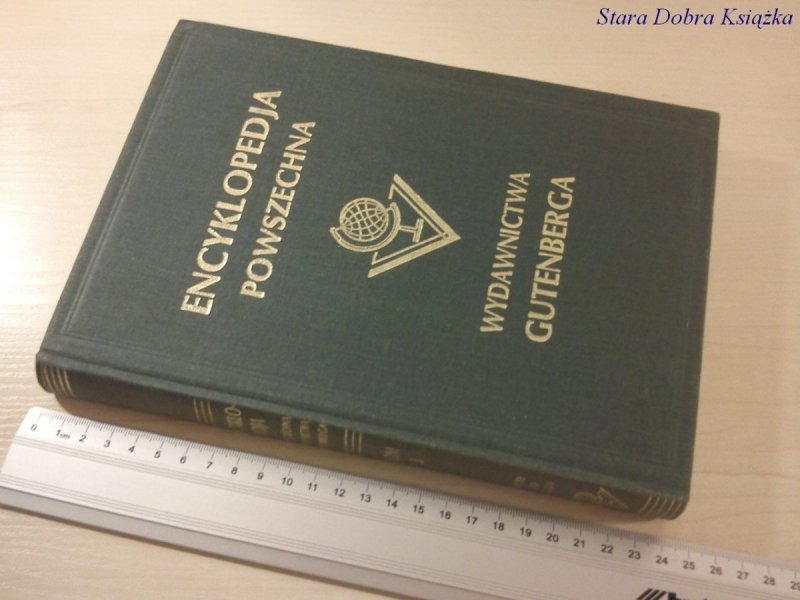 Stara Dobra Książka
ENCYKLOPEDJA
POWSZECHNA
WYDAWNICTWA
GUTENBERGA
0 1cm 2 3 4 5 6 7 8 9 10 11 12 13 14 15 16 17 18 19 20 21 22 23 24 25 26 27 28 29